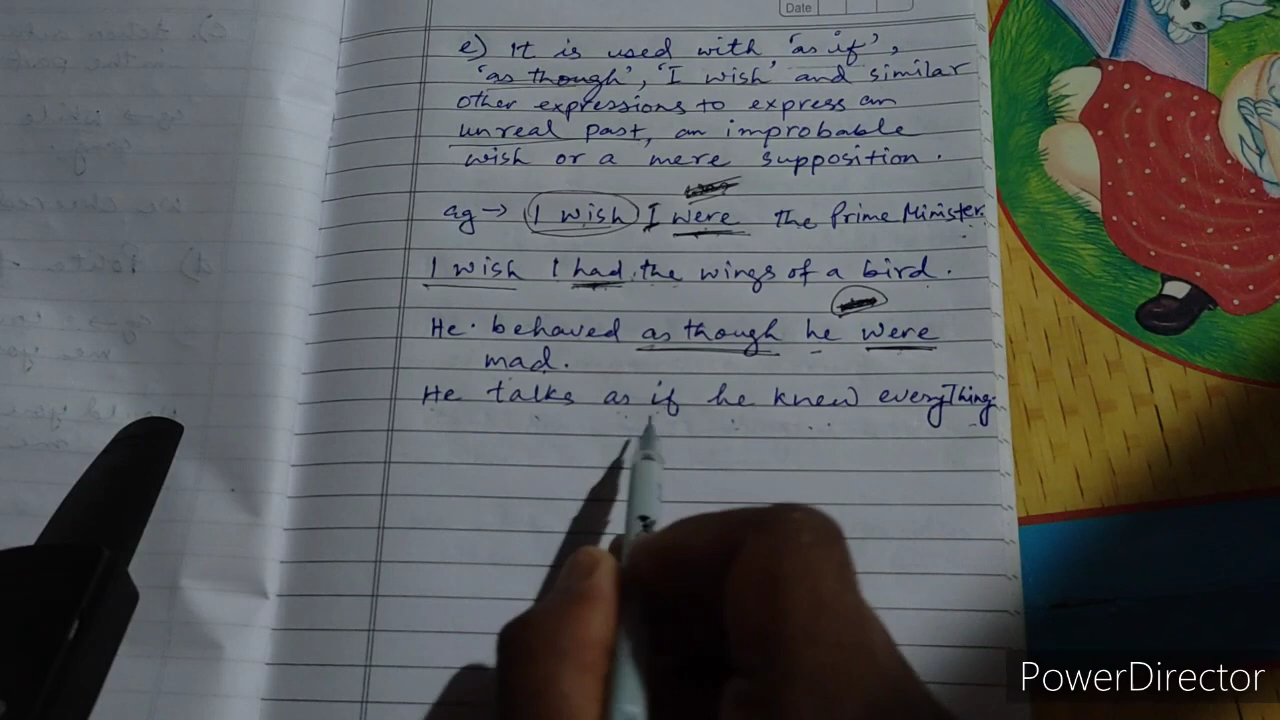 Date
e) It is used with 'as if',
'as though', 'I wish' and similar
other expressions to express an
unreal past, an improbable
wish or a mere supposition.
eg → I wish I were the Prime Minister.
I wish I had the wings of a bird.
He behaved as though he were
mad.
He talks as if he knew everything.
PowerDirector